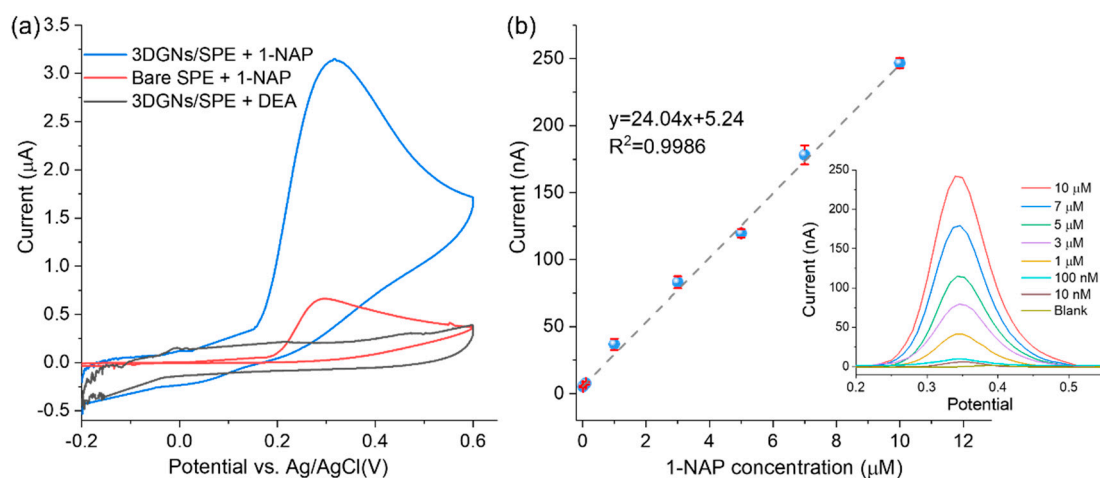 (a)
3DGNs/SPE + 1-NAP
Bare SPE + 1-NAP
3DGNs/SPE + DEA
Current (μA)
3.5
3.0
2.5
2.0
1.5
1.0
0.5
0.0
-0.5
-0.2
0.0
0.2
0.4
0.6
Potential vs. Ag/AgCl(V)
(b)
y=24.04x+5.24
R²=0.9986
Current (nA)
250
200
150
100
50
0
0
2
4
6
8
10
12
1-NAP concentration (μM)
Current (nA)
250
200
150
100
50
0
10 μM
7 μM
5 μM
3 μM
1 μM
100 nM
10 nM
Blank
0.2
0.3
0.4
0.5
Potential